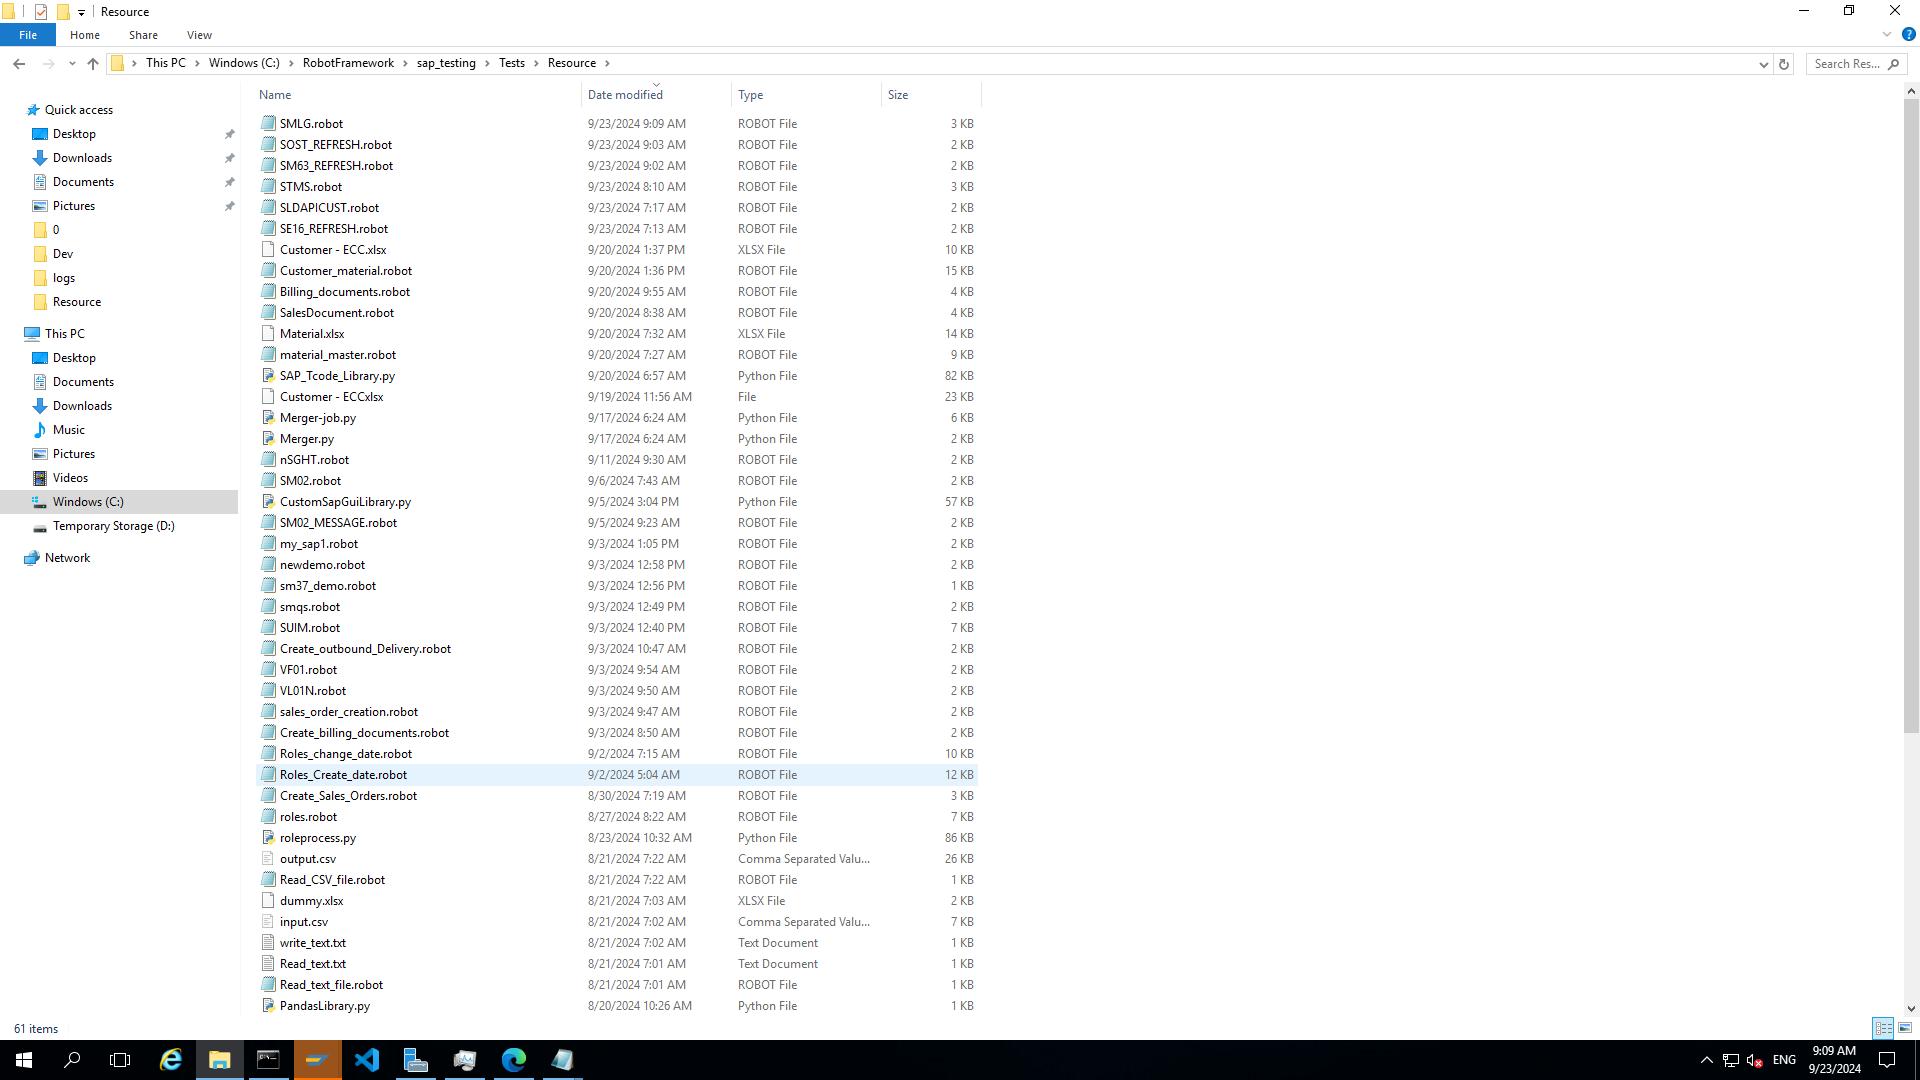 Resource
File Home Share View
This PC Windows (C:) RobotFramework sap_testing Tests Resource Search Res...
Name Date modified Type Size
Quick access
Desktop
Downloads
Documents
Pictures
0
Dev
logs
Resource
This PC
Desktop
Documents
Downloads
Music
Pictures
Videos
Windows (C:)
Temporary Storage (D:)
Network
SMLG.robot 9/23/2024 9:09 AM ROBOT File 3 KB
SOST_REFRESH.robot 9/23/2024 9:03 AM ROBOT File 2 KB
SM63_REFRESH.robot 9/23/2024 9:02 AM ROBOT File 2 KB
STMS.robot 9/23/2024 8:10 AM ROBOT File 3 KB
SLDAPICUST.robot 9/23/2024 7:17 AM ROBOT File 2 KB
SE16_REFRESH.robot 9/23/2024 7:13 AM ROBOT File 2 KB
Customer - ECC.xlsx 9/20/2024 1:37 PM XLSX File 10 KB
Customer_material.robot 9/20/2024 1:36 PM ROBOT File 15 KB
Billing_documents.robot 9/20/2024 9:55 AM ROBOT File 4 KB
SalesDocument.robot 9/20/2024 8:38 AM ROBOT File 4 KB
Material.xlsx 9/20/2024 7:32 AM XLSX File 14 KB
material_master.robot 9/20/2024 7:27 AM ROBOT File 9 KB
SAP_Tcode_Library.py 9/20/2024 6:57 AM Python File 82 KB
Customer - ECCxlsx 9/19/2024 11:56 AM File 23 KB
Merger-job.py 9/17/2024 6:24 AM Python File 6 KB
Merger.py 9/17/2024 6:24 AM Python File 2 KB
nSGHT.robot 9/11/2024 9:30 AM ROBOT File 2 KB
SM02.robot 9/6/2024 7:43 AM ROBOT File 2 KB
CustomSapGuiLibrary.py 9/5/2024 3:04 PM Python File 57 KB
SM02_MESSAGE.robot 9/5/2024 9:23 AM ROBOT File 2 KB
my_sap1.robot 9/3/2024 1:05 PM ROBOT File 2 KB
newdemo.robot 9/3/2024 12:58 PM ROBOT File 2 KB
sm37_demo.robot 9/3/2024 12:56 PM ROBOT File 1 KB
smqs.robot 9/3/2024 12:49 PM ROBOT File 2 KB
SUIM.robot 9/3/2024 12:40 PM ROBOT File 7 KB
Create_outbound_Delivery.robot 9/3/2024 10:47 AM ROBOT File 2 KB
VF01.robot 9/3/2024 9:54 AM ROBOT File 2 KB
VL01N.robot 9/3/2024 9:50 AM ROBOT File 2 KB
sales_order_creation.robot 9/3/2024 9:47 AM ROBOT File 2 KB
Create_billing_documents.robot 9/3/2024 8:50 AM ROBOT File 2 KB
Roles_change_date.robot 9/2/2024 7:15 AM ROBOT File 10 KB
Roles_Create_date.robot 9/2/2024 5:04 AM ROBOT File 12 KB
Create_Sales_Orders.robot 8/30/2024 7:19 AM ROBOT File 3 KB
roles.robot 8/27/2024 8:22 AM ROBOT File 7 KB
roleprocess.py 8/23/2024 10:32 AM Python File 86 KB
output.csv 8/21/2024 7:22 AM Comma Separated Valu... 26 KB
Read_CSV_file.robot 8/21/2024 7:22 AM ROBOT File 1 KB
dummy.xlsx 8/21/2024 7:03 AM XLSX File 2 KB
input.csv 8/21/2024 7:02 AM Comma Separated Valu... 7 KB
write_text.txt 8/21/2024 7:02 AM Text Document 1 KB
Read_text.txt 8/21/2024 7:01 AM Text Document 1 KB
Read_text_file.robot 8/21/2024 7:01 AM ROBOT File 1 KB
PandasLibrary.py 8/20/2024 10:26 AM Python File 1 KB
61 items
ENG 9:09 AM
9/23/2024